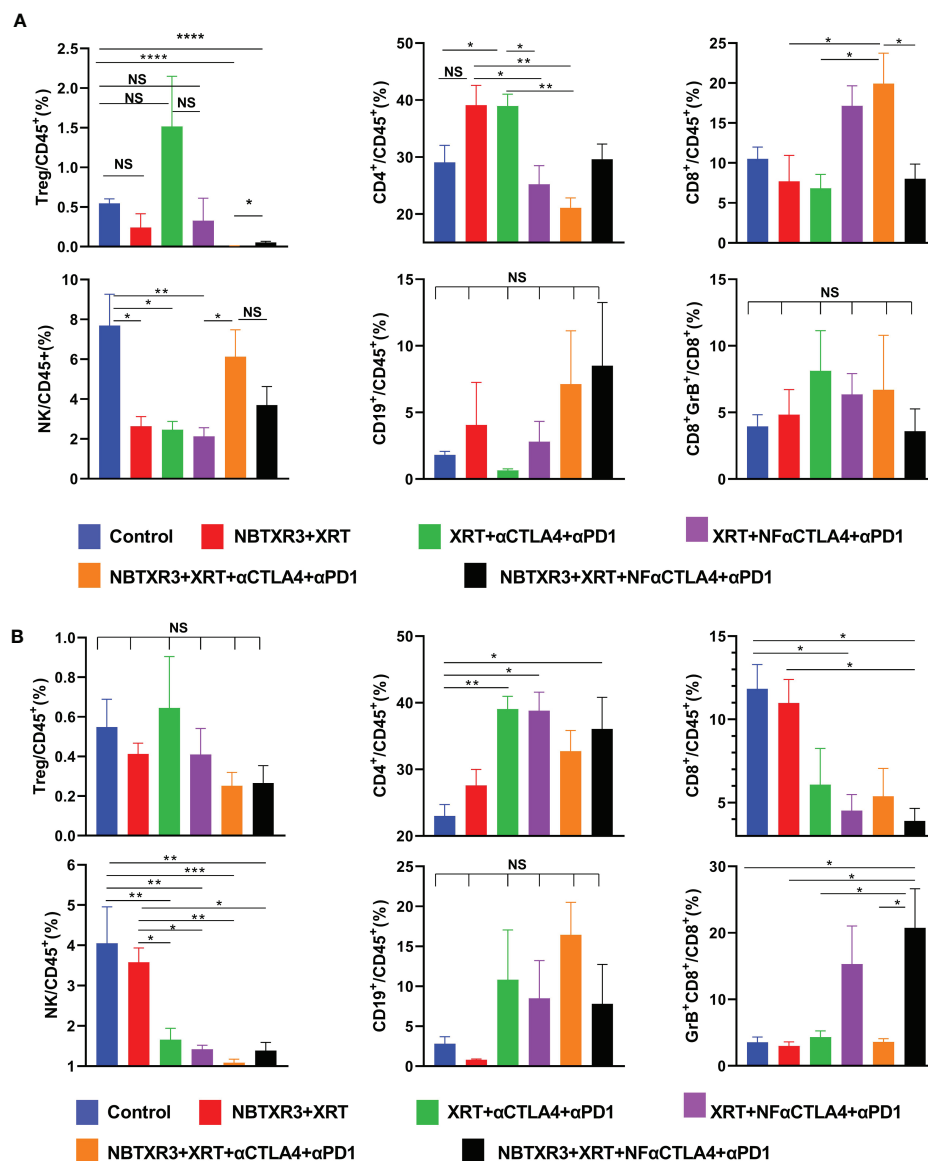 A
Treg/CD45⁺(%)
2.5
2.0
1.5
1.0
0.5
0.0
****
****
NS
NS
NS
NS
*
CD4⁺/CD45⁺(%)
50
40
30
20
*
*
NS
**
*
**
CD8⁺/CD45⁺(%)
25
20
15
10
5
0
*
*
*
NK/CD45+(%)
10
8
6
4
2
0
**
*
*
*
NS
CD19⁺/CD45⁺(%)
15
10
5
0
NS
CD8⁺GrB⁺/CD8⁺(%)
15
10
5
0
NS
Control
NBTXR3+XRT
XRT+αCTLA4+αPD1
XRT+NFαCTLA4+αPD1
NBTXR3+XRT+αCTLA4+αPD1
NBTXR3+XRT+NFαCTLA4+αPD1
B
Treg/CD45⁺(%)
1.0
0.8
0.6
0.4
0.2
0.0
NS
CD4⁺/CD45⁺(%)
50
40
30
20
*
*
**
CD8⁺/CD45⁺(%)
15
10
5
*
*
*
NK/CD45⁺(%)
6
5
4
3
2
1
**
***
**
**
*
**
*
*
CD19⁺/CD45⁺(%)
25
20
15
10
5
0
NS
GrB⁺CD8⁺/CD8⁺(%)
30
20
10
0
*
*
*
*
Control
NBTXR3+XRT
XRT+αCTLA4+αPD1
XRT+NFαCTLA4+αPD1
NBTXR3+XRT+αCTLA4+αPD1
NBTXR3+XRT+NFαCTLA4+αPD1